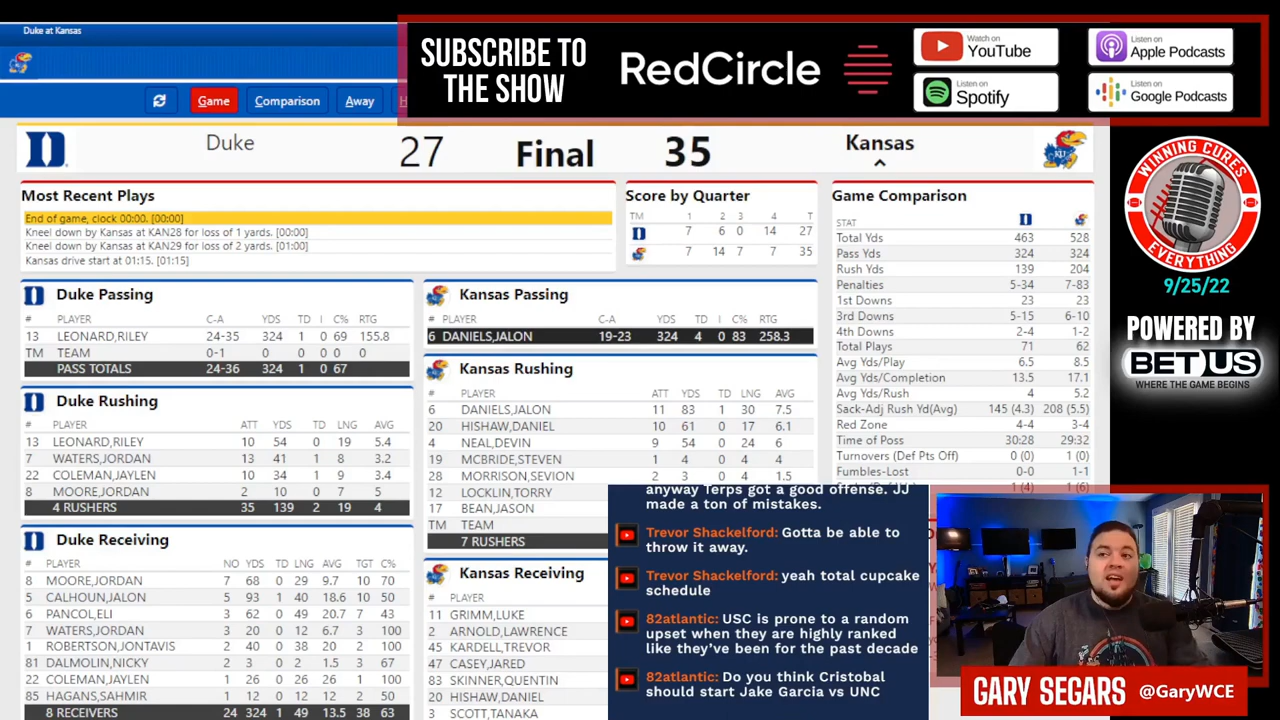 Duke at Kansas
SUBSCRIBE TO
THE SHOW
RedCircle
Watch on
YouTube
Listen on
Apple Podcasts
Listen on
Spotify
Listen on
Google Podcasts
Game
Comparison
Away
Duke
27
Final
35
Kansas
WINNING CURES
EVERYTHING
9/25/22
POWERED BY
BETUS
WHERE THE GAME BEGINS
Most Recent Plays
End of game, clock 00:00. [00:00]
Kneel down by Kansas at KAN28 for loss of 1 yards. [00:00]
Kneel down by Kansas at KAN29 for loss of 2 yards. [01:00]
Kansas drive start at 01:15. [01:15]
Score by Quarter
TM 1 2 3 4 T
7 6 0 14 27
7 14 7 7 35
Game Comparison
STAT
Total Yds 463 528
Pass Yds 324 324
Rush Yds 139 204
Penalties 5-34 7-83
1st Downs 23 23
3rd Downs 5-15 6-10
4th Downs 2-4 1-2
Total Plays 71 62
Avg Yds/Play 6.5 8.5
Avg Yds/Completion 13.5 17.1
Avg Yds/Rush 4 5.2
Sack-Adj Rush Yd(Avg) 145 (4.3) 208 (5.5)
Red Zone 4-4 3-4
Time of Poss 30:28 29:32
Turnovers (Def Pts Off) 0 (0) 1 (0)
Fumbles-Lost 0-0 1-1
1 (4) 1 (6)
Duke Passing
# PLAYER C-A YDS TD I C% RTG
13 LEONARD,RILEY 24-35 324 1 0 69 155.8
TM TEAM 0-1 0 0 0 0 0
PASS TOTALS 24-36 324 1 0 67
Duke Rushing
# PLAYER ATT YDS TD LNG AVG
13 LEONARD,RILEY 10 54 0 19 5.4
7 WATERS,JORDAN 13 41 1 8 3.2
22 COLEMAN,JAYLEN 10 34 1 9 3.4
8 MOORE,JORDAN 2 10 0 7 5
4 RUSHERS 35 139 2 19 4
Duke Receiving
# PLAYER NO YDS TD LNG AVG TGT C%
8 MOORE,JORDAN 7 68 0 29 9.7 10 70
5 CALHOUN,JALON 5 93 1 40 18.6 10 50
6 PANCOL,ELI 3 62 0 49 20.7 7 43
7 WATERS,JORDAN 3 20 0 12 6.7 3 100
1 ROBERTSON,JONTAVIS 2 40 0 38 20 2 100
81 DALMOLIN,NICKY 2 3 0 2 1.5 3 67
22 COLEMAN,JAYLEN 1 26 0 26 26 1 100
85 HAGANS,SAHMIR 1 12 0 12 12 2 50
8 RECEIVERS 24 324 1 49 13.5 38 63
Kansas Passing
# PLAYER C-A YDS TD I C% RTG
6 DANIELS,JALON 19-23 324 4 0 83 258.3
Kansas Rushing
# PLAYER ATT YDS TD LNG AVG
6 DANIELS,JALON 11 83 1 30 7.5
20 HISHAW,DANIEL 10 61 0 17 6.1
4 NEAL,DEVIN 9 54 0 24 6
19 MCBRIDE,STEVEN 1 4 0 4 4
28 MORRISON,SEVION 2 3 0 4 1.5
12 LOCKLIN,TORRY
17 BEAN,JASON
TM TEAM
7 RUSHERS
Kansas Receiving
# PLAYER
11 GRIMM,LUKE
2 ARNOLD,LAWRENCE
45 KARDELL,TREVOR
47 CASEY,JARED
83 SKINNER,QUENTIN
20 HISHAW,DANIEL
3 SCOTT,TANAKA
anyway Terps got a good offense. JJ
made a ton of mistakes.
Trevor Shackelford: Gotta be able to
throw it away.
Trevor Shackelford: yeah total cupcake
schedule
82atlantic: USC is prone to a random
upset when they are highly ranked
like they've been for the past decade
82atlantic: Do you think Cristobal
should start Jake Garcia vs UNC
GARY SEGARS @GaryWCE